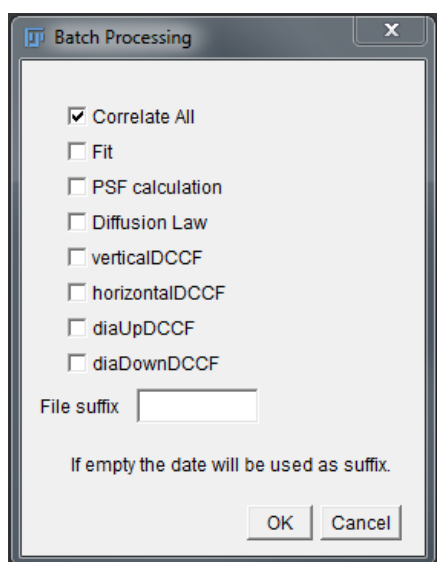 Batch Processing
x
Correlate All
Fit
PSF calculation
Diffusion Law
verticalDCCF
horizontalDCCF
diaUpDCCF
diaDownDCCF
File suffix
If empty the date will be used as suffix.
OK Cancel